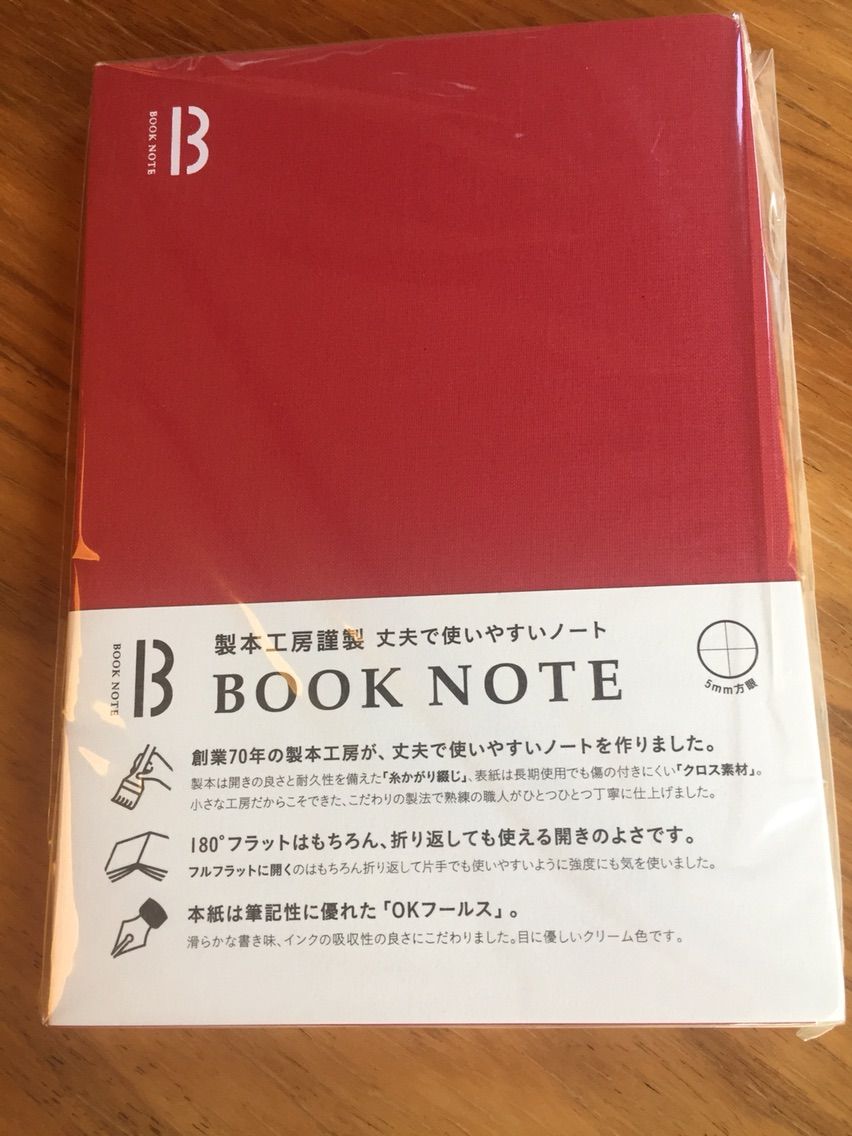 B
BOOK NOTE
B
BOOK NOTE
製本工房謹製 丈夫で使いやすいノート
BOOK NOTE
5mm方眼
創業70年の製本工房が、丈夫で使いやすいノートを作りました。
製本は開きの良さと耐久性を備えた「糸かがり綴じ」、表紙は長期使用でも傷の付きにくい「クロス素材」。
小さな工房だからこそできた、こだわりの製法で熟練の職人がひとつひとつ丁寧に仕上げました。
180°フラットはもちろん、折り返しても使える開きのよさです。
フルフラットに開くのはもちろん折り返して片手でも使いやすいように強度にも気を使いました。
本紙は筆記性に優れた「OKフールス」。
滑らかな書き味、インクの吸収性の良さにこだわりました。目に優しいクリーム色です。